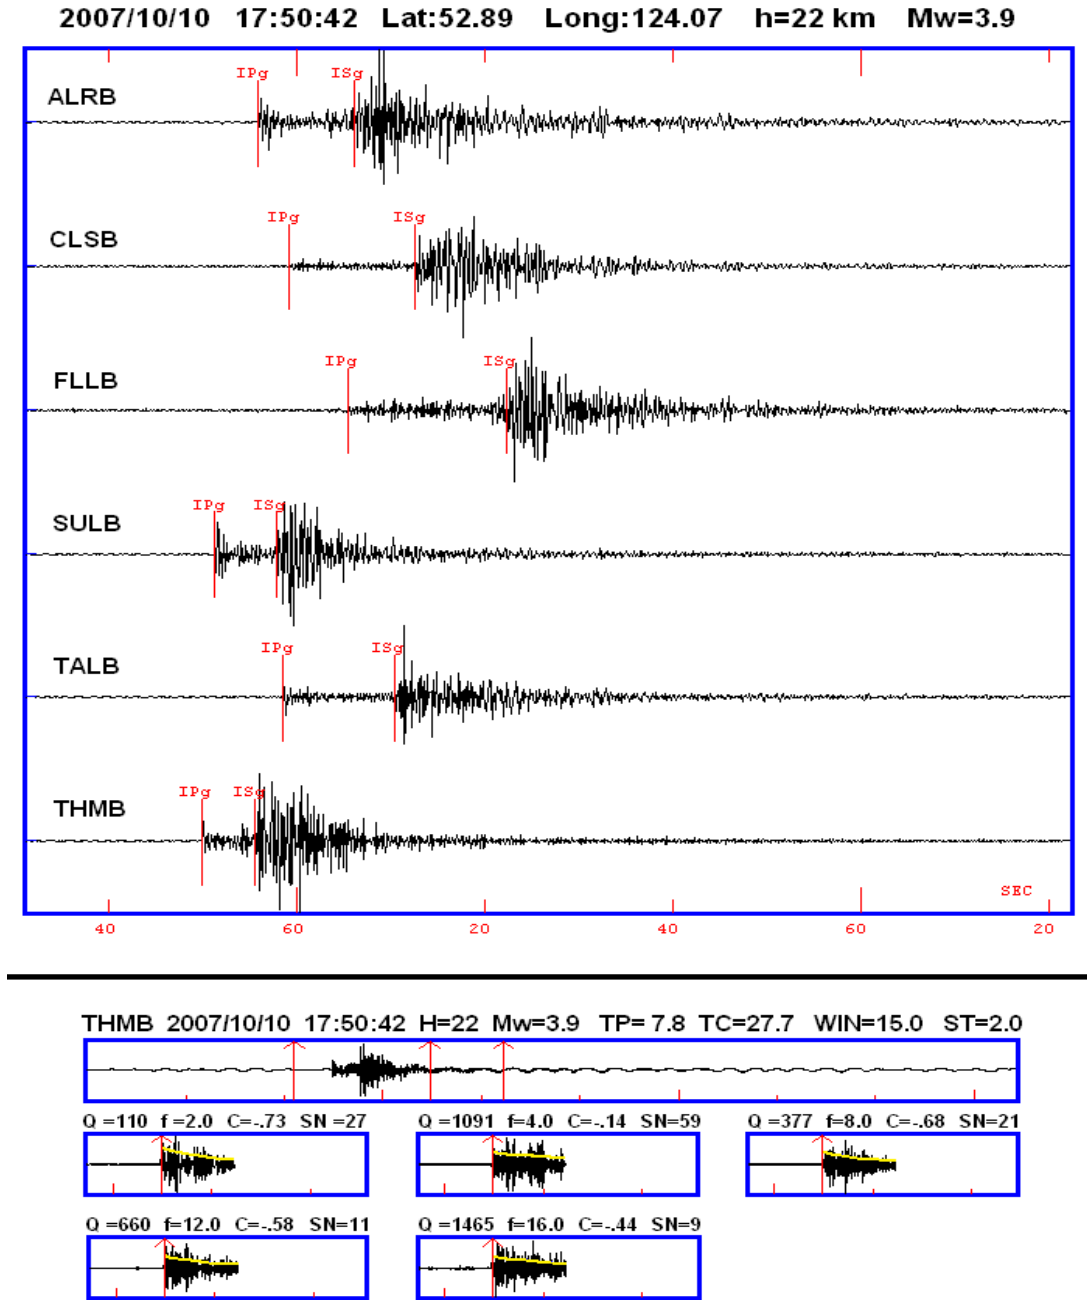 2007/10/10 17:50:42 Lat:52.89 Long:124.07 h=22 km Mw=3.9
IPg ISg
ALRB
IPg ISg
CLSB
IPg ISg
FLLB
IPg ISg
SULB
IPg ISg
TALB
IPg ISg
THMB
SEC
40 60 20 40 60 20
THMB 2007/10/10 17:50:42 H=22 Mw=3.9 TP= 7.8 TC=27.7 WIN=15.0 ST=2.0
Q =110 f =2.0 C=-.73 SN =27 Q =1091 f=4.0 C=-.14 SN=59 Q =377 f=8.0 C=-.68 SN=21
Q =660 f=12.0 C=-.58 SN=11 Q =1465 f=16.0 C=-.44 SN=9